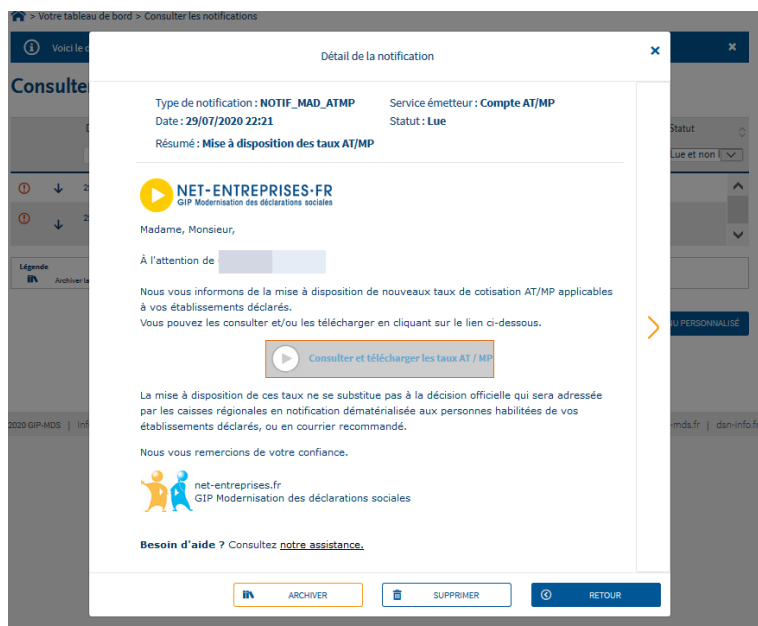 > Votre tableau de bord > Consulter les notifications
Voici le
Consulte
Détail de la notification
Type de notification : NOTIF_MAD_ATMP
Service émetteur : Compte AT/MP
Date : 29/07/2020 22:21
Statut : Lue
Résumé : Mise à disposition des taux AT/MP
Statut
Lue et non l
NET-ENTREPRISES·FR
GIP Modernisation des déclarations sociales
Madame, Monsieur,
À l'attention de
Nous vous informons de la mise à disposition de nouveaux taux de cotisation AT/MP applicables
à vos établissements déclarés.
Vous pouvez les consulter et/ou les télécharger en cliquant sur le lien ci-dessous.
Légende
Archiver la
U PERSONNALISÉ
Consulter et télécharger les taux AT / MP
La mise à disposition de ces taux ne se substitue pas à la décision officielle qui sera adressée
par les caisses régionales en notification dématérialisée aux personnes habilitées de vos
établissements déclarés, ou en courrier recommandé.
2020 GIP-MDS | Inf
-mds.fr | dsn-info.f
Nous vous remercions de votre confiance.
net-entreprises.fr
GIP Modernisation des déclarations sociales
Besoin d'aide ? Consultez notre assistance.
ARCHIVER
SUPPRIMER
RETOUR